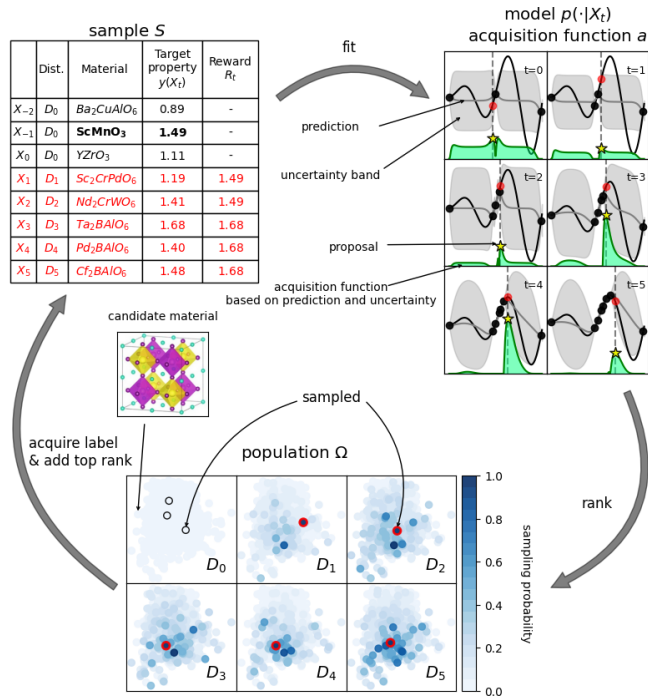 sample S
Dist. Material Target property y(Xₜ) Reward Rₜ
X₋₂ D₀ Ba₂CuAlO₆ 0.89 -
X₋₁ D₀ ScMnO₃ 1.49 -
X₀ D₀ YZrO₃ 1.11 -
X₁ D₁ Sc₂CrPdO₆ 1.19 1.49
X₂ D₂ Nd₂CrWO₆ 1.41 1.49
X₃ D₃ Ta₂BAlO₆ 1.68 1.68
X₄ D₄ Pd₂BAlO₆ 1.40 1.68
X₅ D₅ Cf₂BAlO₆ 1.48 1.68
fit
model p(·|Xₜ)
acquisition function a
t=0
t=1
t=2
t=3
t=4
t=5
prediction
uncertainty band
proposal
acquisition function
based on prediction and uncertainty
candidate material
acquire label
& add top rank
sampled
population Ω
rank
D₀
D₁
D₂
D₃
D₄
D₅
1.0
0.8
0.6
0.4
0.2
0.0
sampling probability